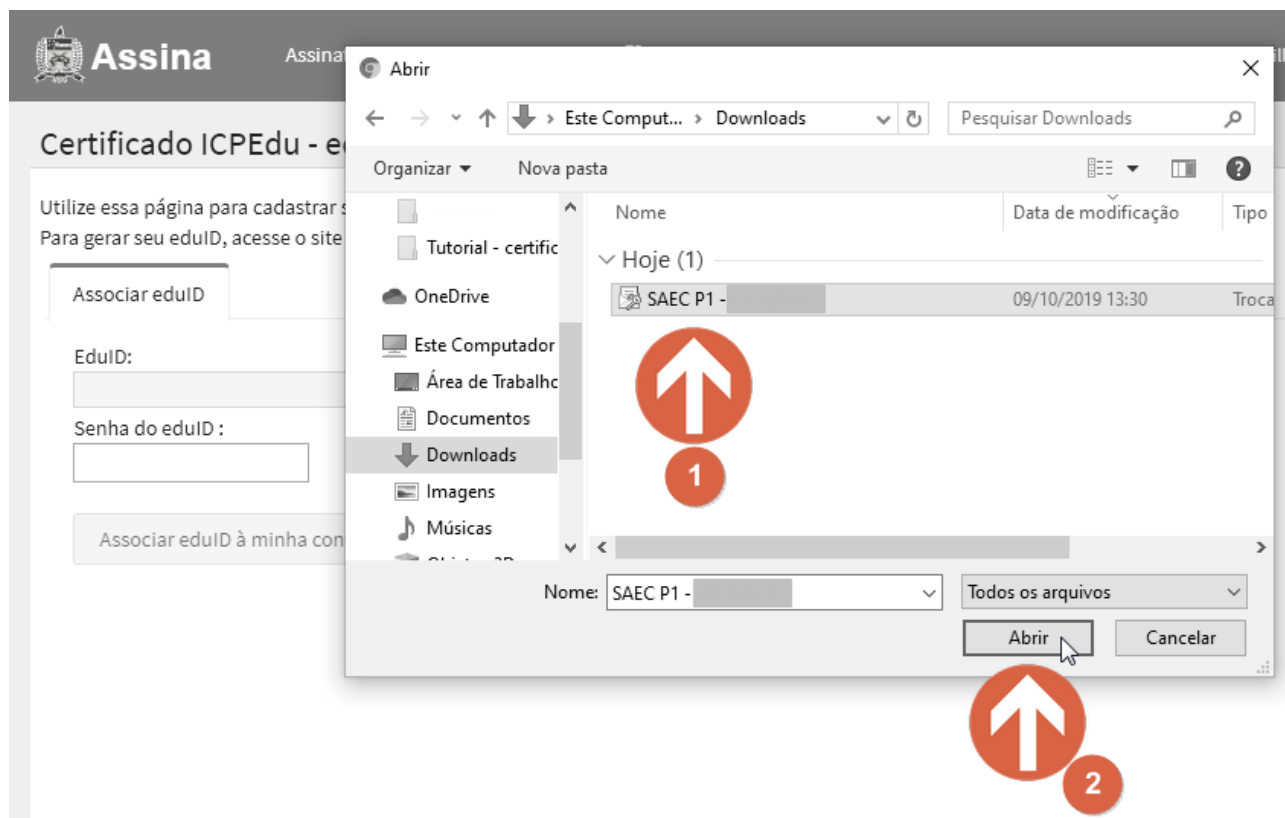 Assina
Assina
Abrir
Este Comput... > Downloads
Pesquisar Downloads
Organizar
Nova pasta
Certificado ICPEdu - e
Utilize essa página para cadastrar s
Para gerar seu eduID, acesse o site
Associar eduID
EduID:
Senha do eduID :
Associar eduID à minha con
Tutorial - certific
OneDrive
Este Computador
Área de Trabalho
Documentos
Downloads
Imagens
Músicas
Nome
Data de modificação
Tipo
Hoje (1)
SAEC P1 -
09/10/2019 13:30
Troca
1
Nome:
SAEC P1 -
Todos os arquivos
Abrir
Cancelar
2